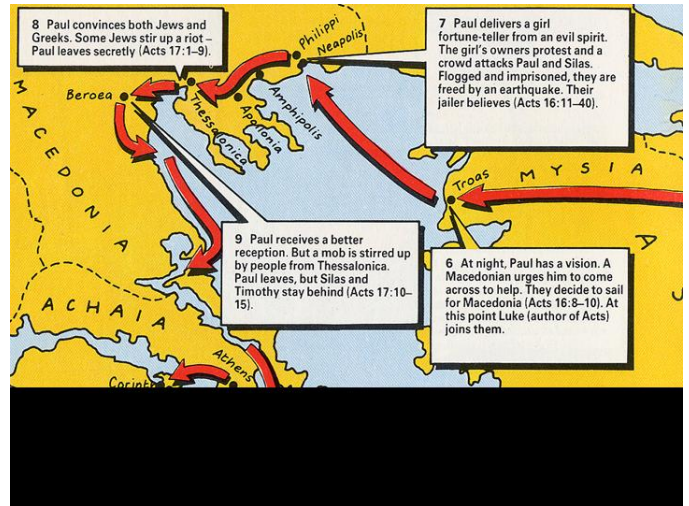 8 Paul convinces both Jews and
Greeks. Some Jews stir up a riot –
Paul leaves secretly (Acts 17:1–9).
7 Paul delivers a girl
fortune-teller from an evil spirit.
The girl's owners protest and a
crowd attacks Paul and Silas.
Flogged and imprisoned, they are
freed by an earthquake. Their
jailer believes (Acts 16:11–40).
Philippi
Neapolis
Beroea
Thessalonica
Apollonia
Amphipolis
MACEDONIA
Troas
MYSIA
A
9 Paul receives a better
reception. But a mob is stirred up
by people from Thessalonica.
Paul leaves, but Silas and
Timothy stay behind (Acts 17:10–
15).
6 At night, Paul has a vision. A
Macedonian urges him to come
across to help. They decide to sail
for Macedonia (Acts 16:8–10). At
this point Luke (author of Acts)
joins them.
ACHAIA
Athens